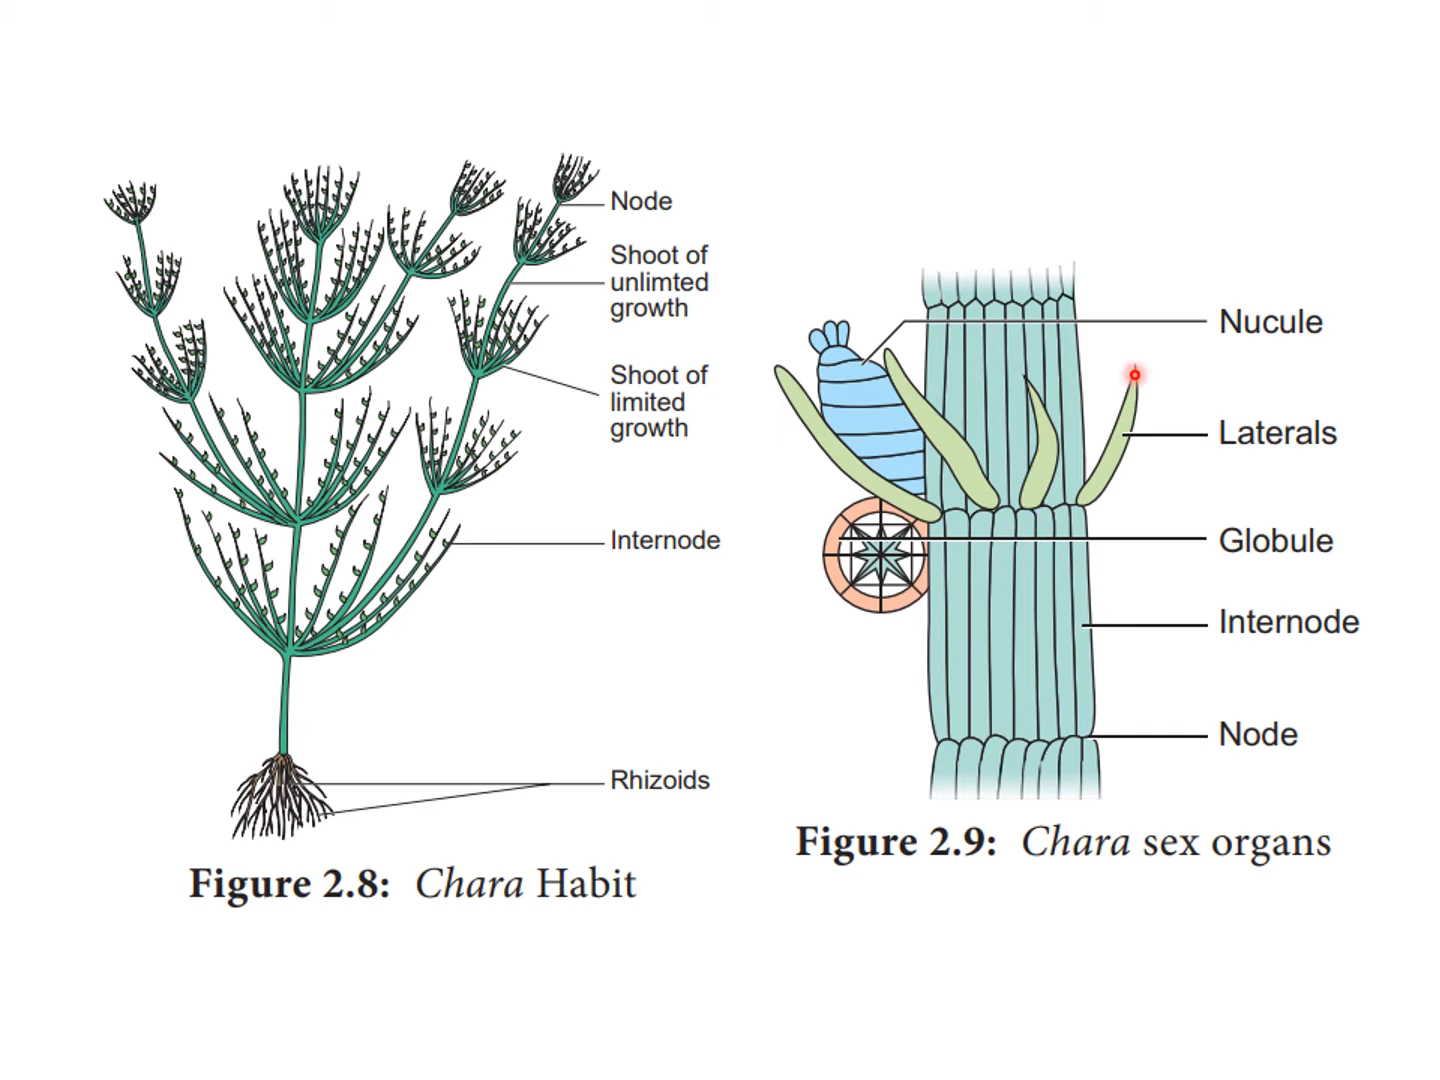 Node
Shoot of
unlimted
growth
Shoot of
limited
growth
Internode
Rhizoids
Figure 2.8: Chara Habit
Nucule
Laterals
Globule
Internode
Node
Figure 2.9: Chara sex organs